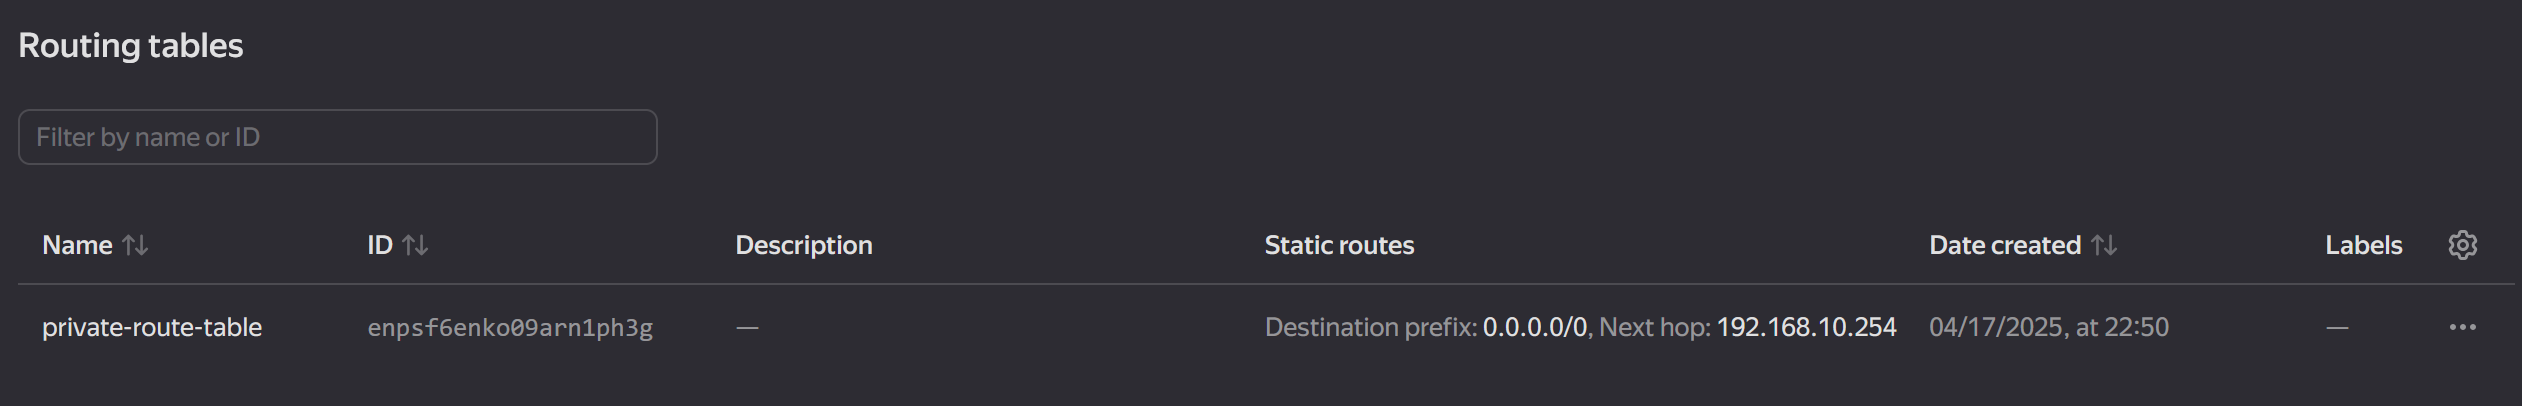 Routing tables
Filter by name or ID
Name ID Description Static routes Date created Labels
private-route-table enpsf6enko09arn1ph3g — Destination prefix: 0.0.0.0/0, Next hop: 192.168.10.254 04/17/2025, at 22:50 —